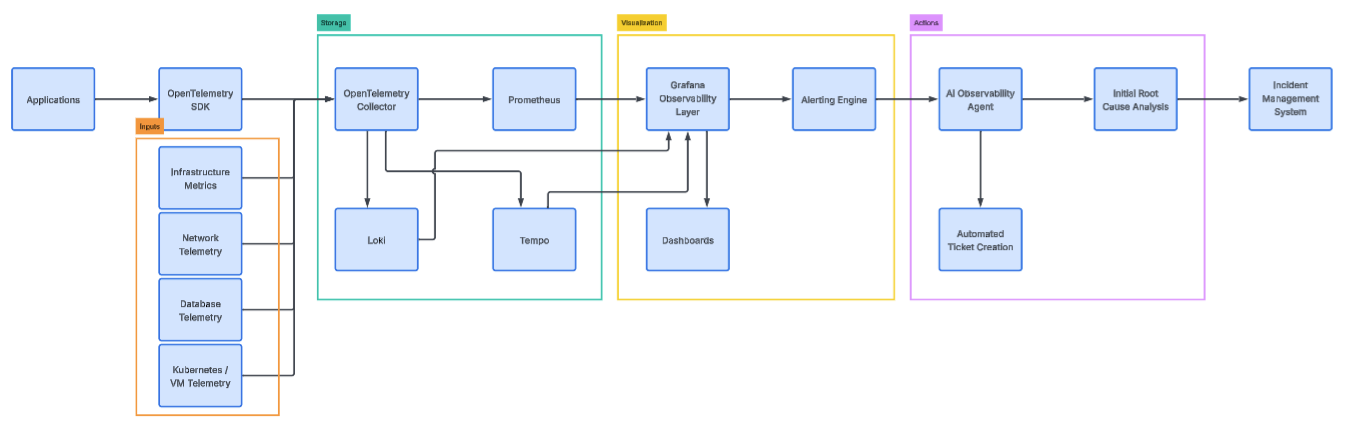 Storage
Visualisation
Actions
Applications
OpenTelemetry
SDK
OpenTelemetry
Collector
Prometheus
Grafana
Observability
Layer
Alerting Engine
AI Observability
Agent
Initial Root
Cause Analysis
Incident
Management
System
Inputs
Infrastructure
Metrics
Network
Telemetry
Database
Telemetry
Kubernetes /
VM Telemetry
Loki
Tempo
Dashboards
Automated
Ticket Creation